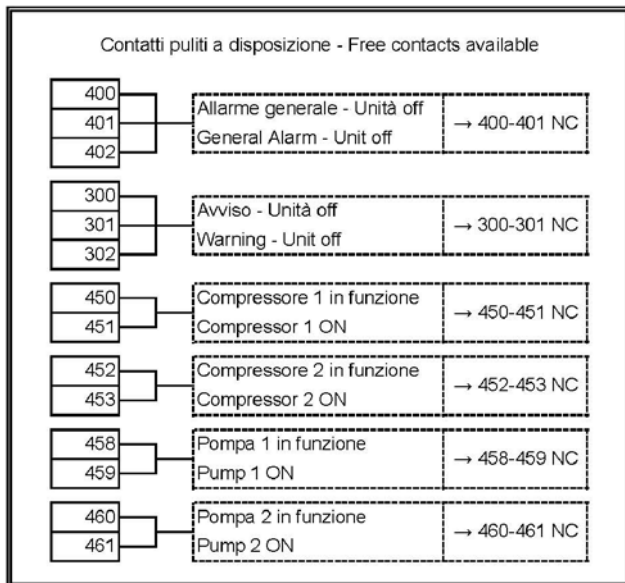 Contatti puliti a disposizione - Free contacts available
400
401
402
Allarme generale - Unità off
General Alarm - Unit off
→ 400-401 NC
300
301
302
Avviso - Unità off
Warning - Unit off
→ 300-301 NC
450
451
Compressore 1 in funzione
Compressor 1 ON
→ 450-451 NC
452
453
Compressore 2 in funzione
Compressor 2 ON
→ 452-453 NC
458
459
Pompa 1 in funzione
Pump 1 ON
→ 458-459 NC
460
461
Pompa 2 in funzione
Pump 2 ON
→ 460-461 NC